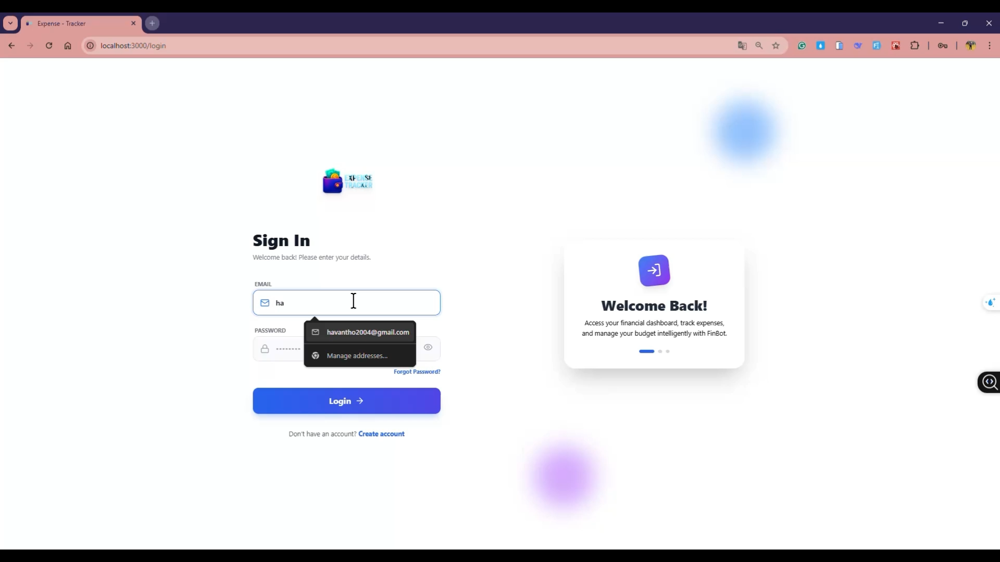 Expense - Tracker
localhost:3000/login
EXPENSE
TRACKER
Sign In
Welcome back! Please enter your details.
EMAIL
ha
havantho2004@gmail.com
PASSWORD
Manage addresses...
Forgot Password?
Login
Don't have an account? Create account
Welcome Back!
Access your financial dashboard, track expenses,
and manage your budget intelligently with FinBot.